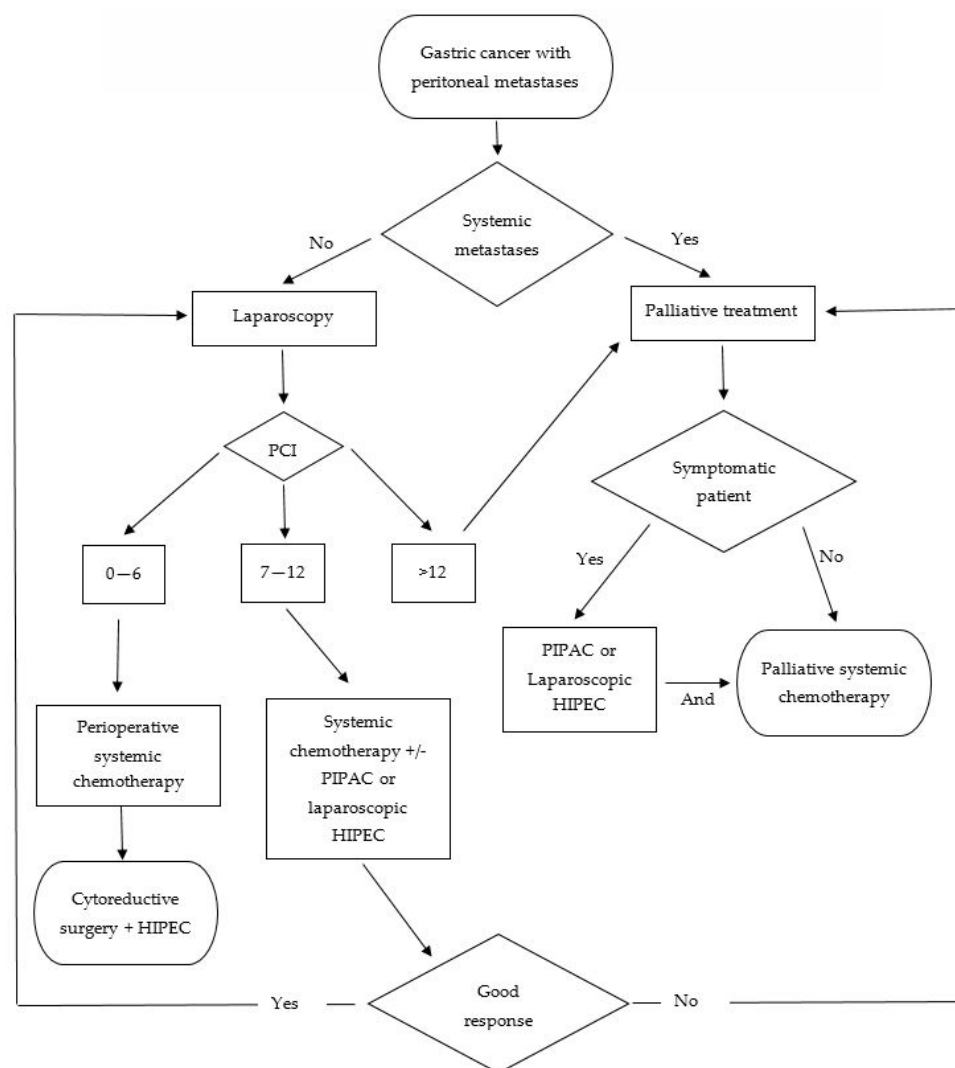 Gastric cancer with
peritoneal metastases
Systemic
metastases
No
Yes
Laparoscopy
Palliative treatment
PCI
Symptomatic
patient
0—6
7—12
>12
Yes
No
PIPAC or
Laparoscopic
HIPEC
And
Palliative systemic
chemotherapy
Perioperative
systemic
chemotherapy
Systemic
chemotherapy +/-
PIPAC or
laparoscopic
HIPEC
Cytoreductive
surgery + HIPEC
Good
response
Yes
No